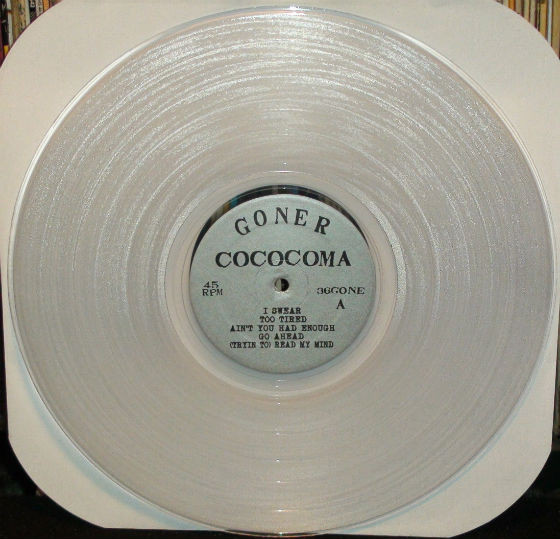 GONER
COCOCOMA
45
RPM
36GONE
A
I SWEAR
TOO TIRED
AIN'T YOU HAD ENOUGH
GO AHEAD
(TRYIN TO) READ MY MIND